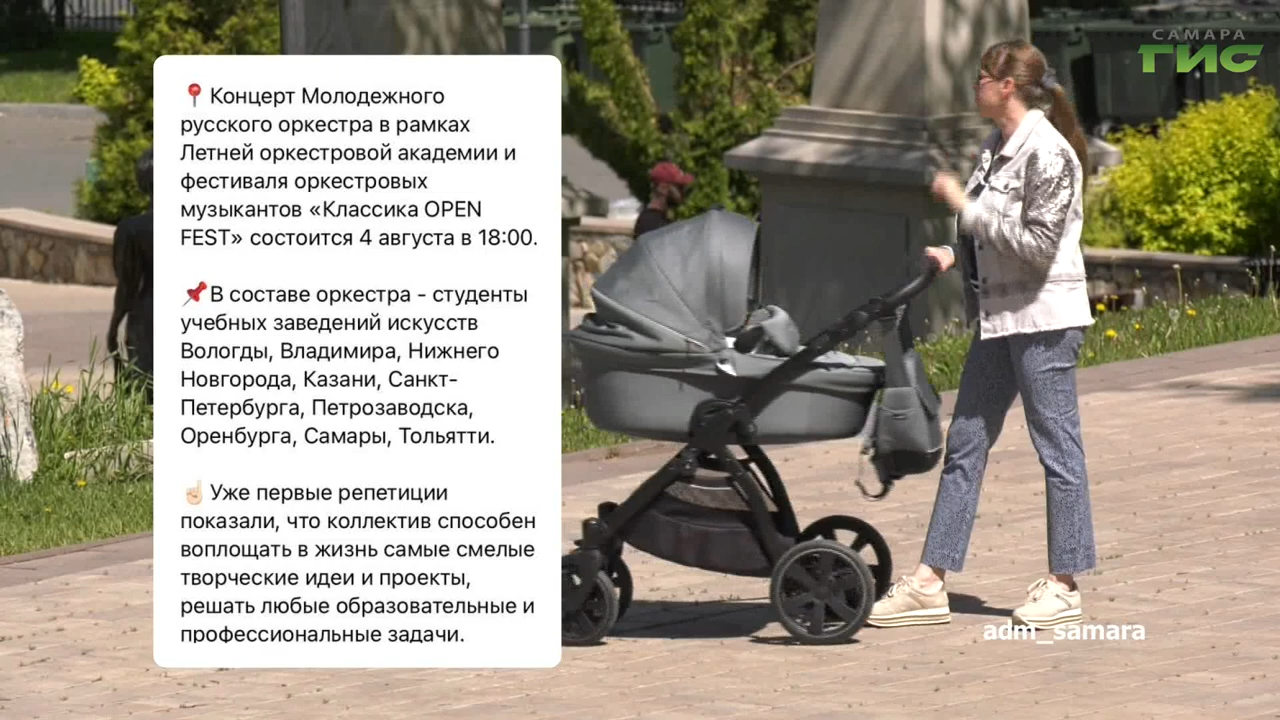 САМАРА
ГИС
Концерт Молодежного
русского оркестра в рамках
Летней оркестровой академии и
фестиваля оркестровых
музыкантов «Классика OPEN
FEST» состоится 4 августа в 18:00.
В составе оркестра - студенты
учебных заведений искусств
Вологды, Владимира, Нижнего
Новгорода, Казани, Санкт-
Петербурга, Петрозаводска,
Оренбурга, Самары, Тольятти.
Уже первые репетиции
показали, что коллектив способен
воплощать в жизнь самые смелые
творческие идеи и проекты,
решать любые образовательные и
профессиональные задачи.
adm_samara